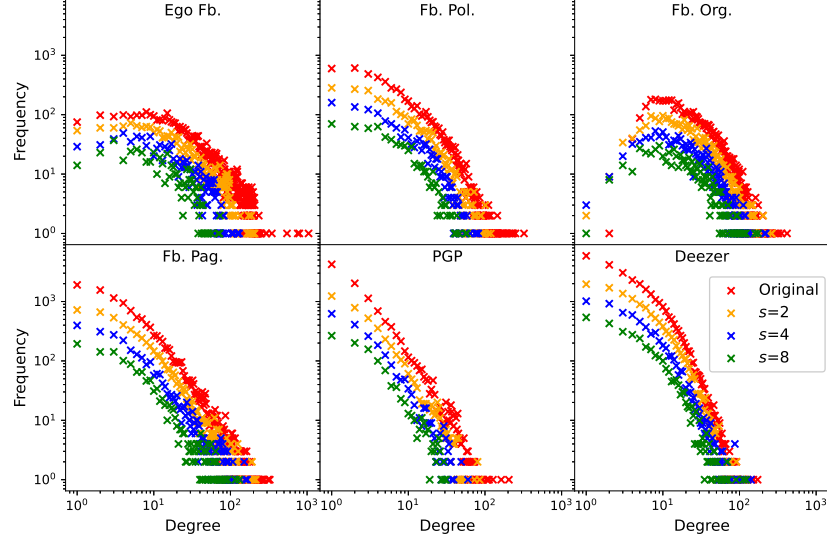 Ego Fb.
Fb. Pol.
Fb. Org.
Frequency
10³
10²
10¹
10⁰
Fb. Pag.
PGP
Deezer
Frequency
10³
10²
10¹
10⁰
Original
s=2
s=4
s=8
10⁰ 10¹ 10² 10³
10⁰ 10¹ 10² 10³
10⁰ 10¹ 10² 10³
Degree
Degree
Degree